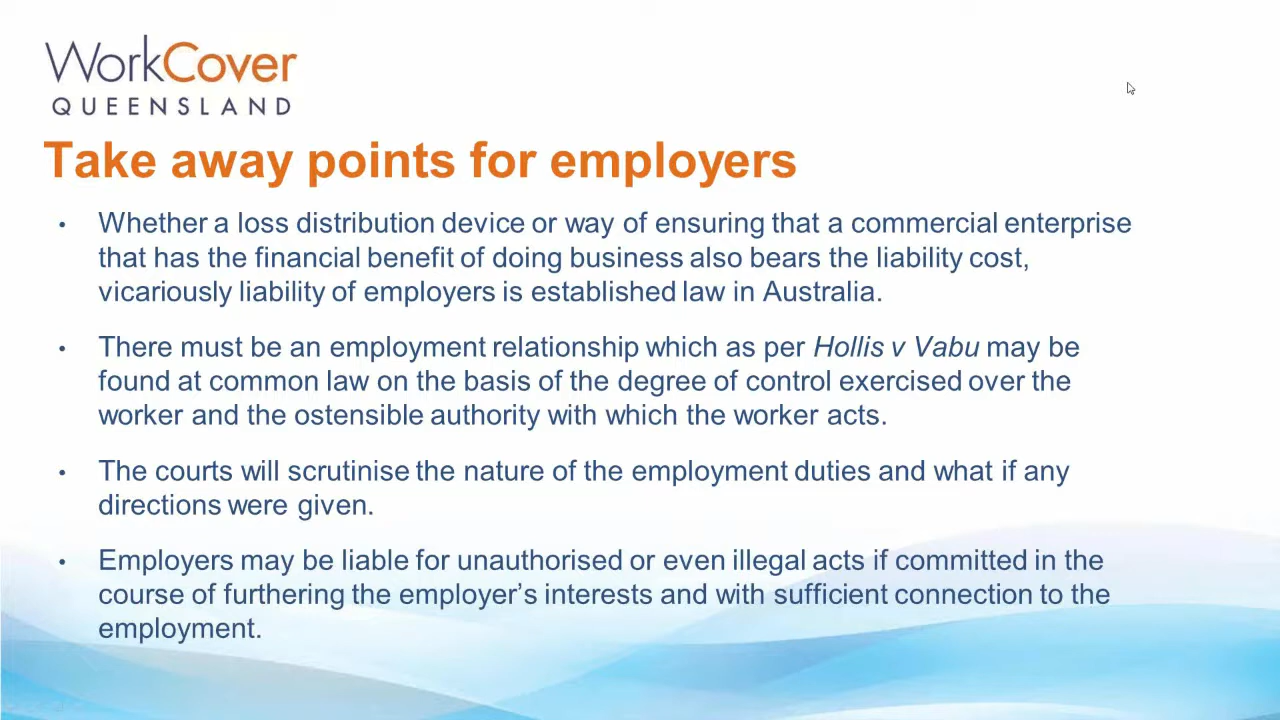 WorkCover
QUEENSLAND
Take away points for employers
• Whether a loss distribution device or way of ensuring that a commercial enterprise
that has the financial benefit of doing business also bears the liability cost,
vicariously liability of employers is established law in Australia.
• There must be an employment relationship which as per Hollis v Vabu may be
found at common law on the basis of the degree of control exercised over the
worker and the ostensible authority with which the worker acts.
• The courts will scrutinise the nature of the employment duties and what if any
directions were given.
• Employers may be liable for unauthorised or even illegal acts if committed in the
course of furthering the employer’s interests and with sufficient connection to the
employment.